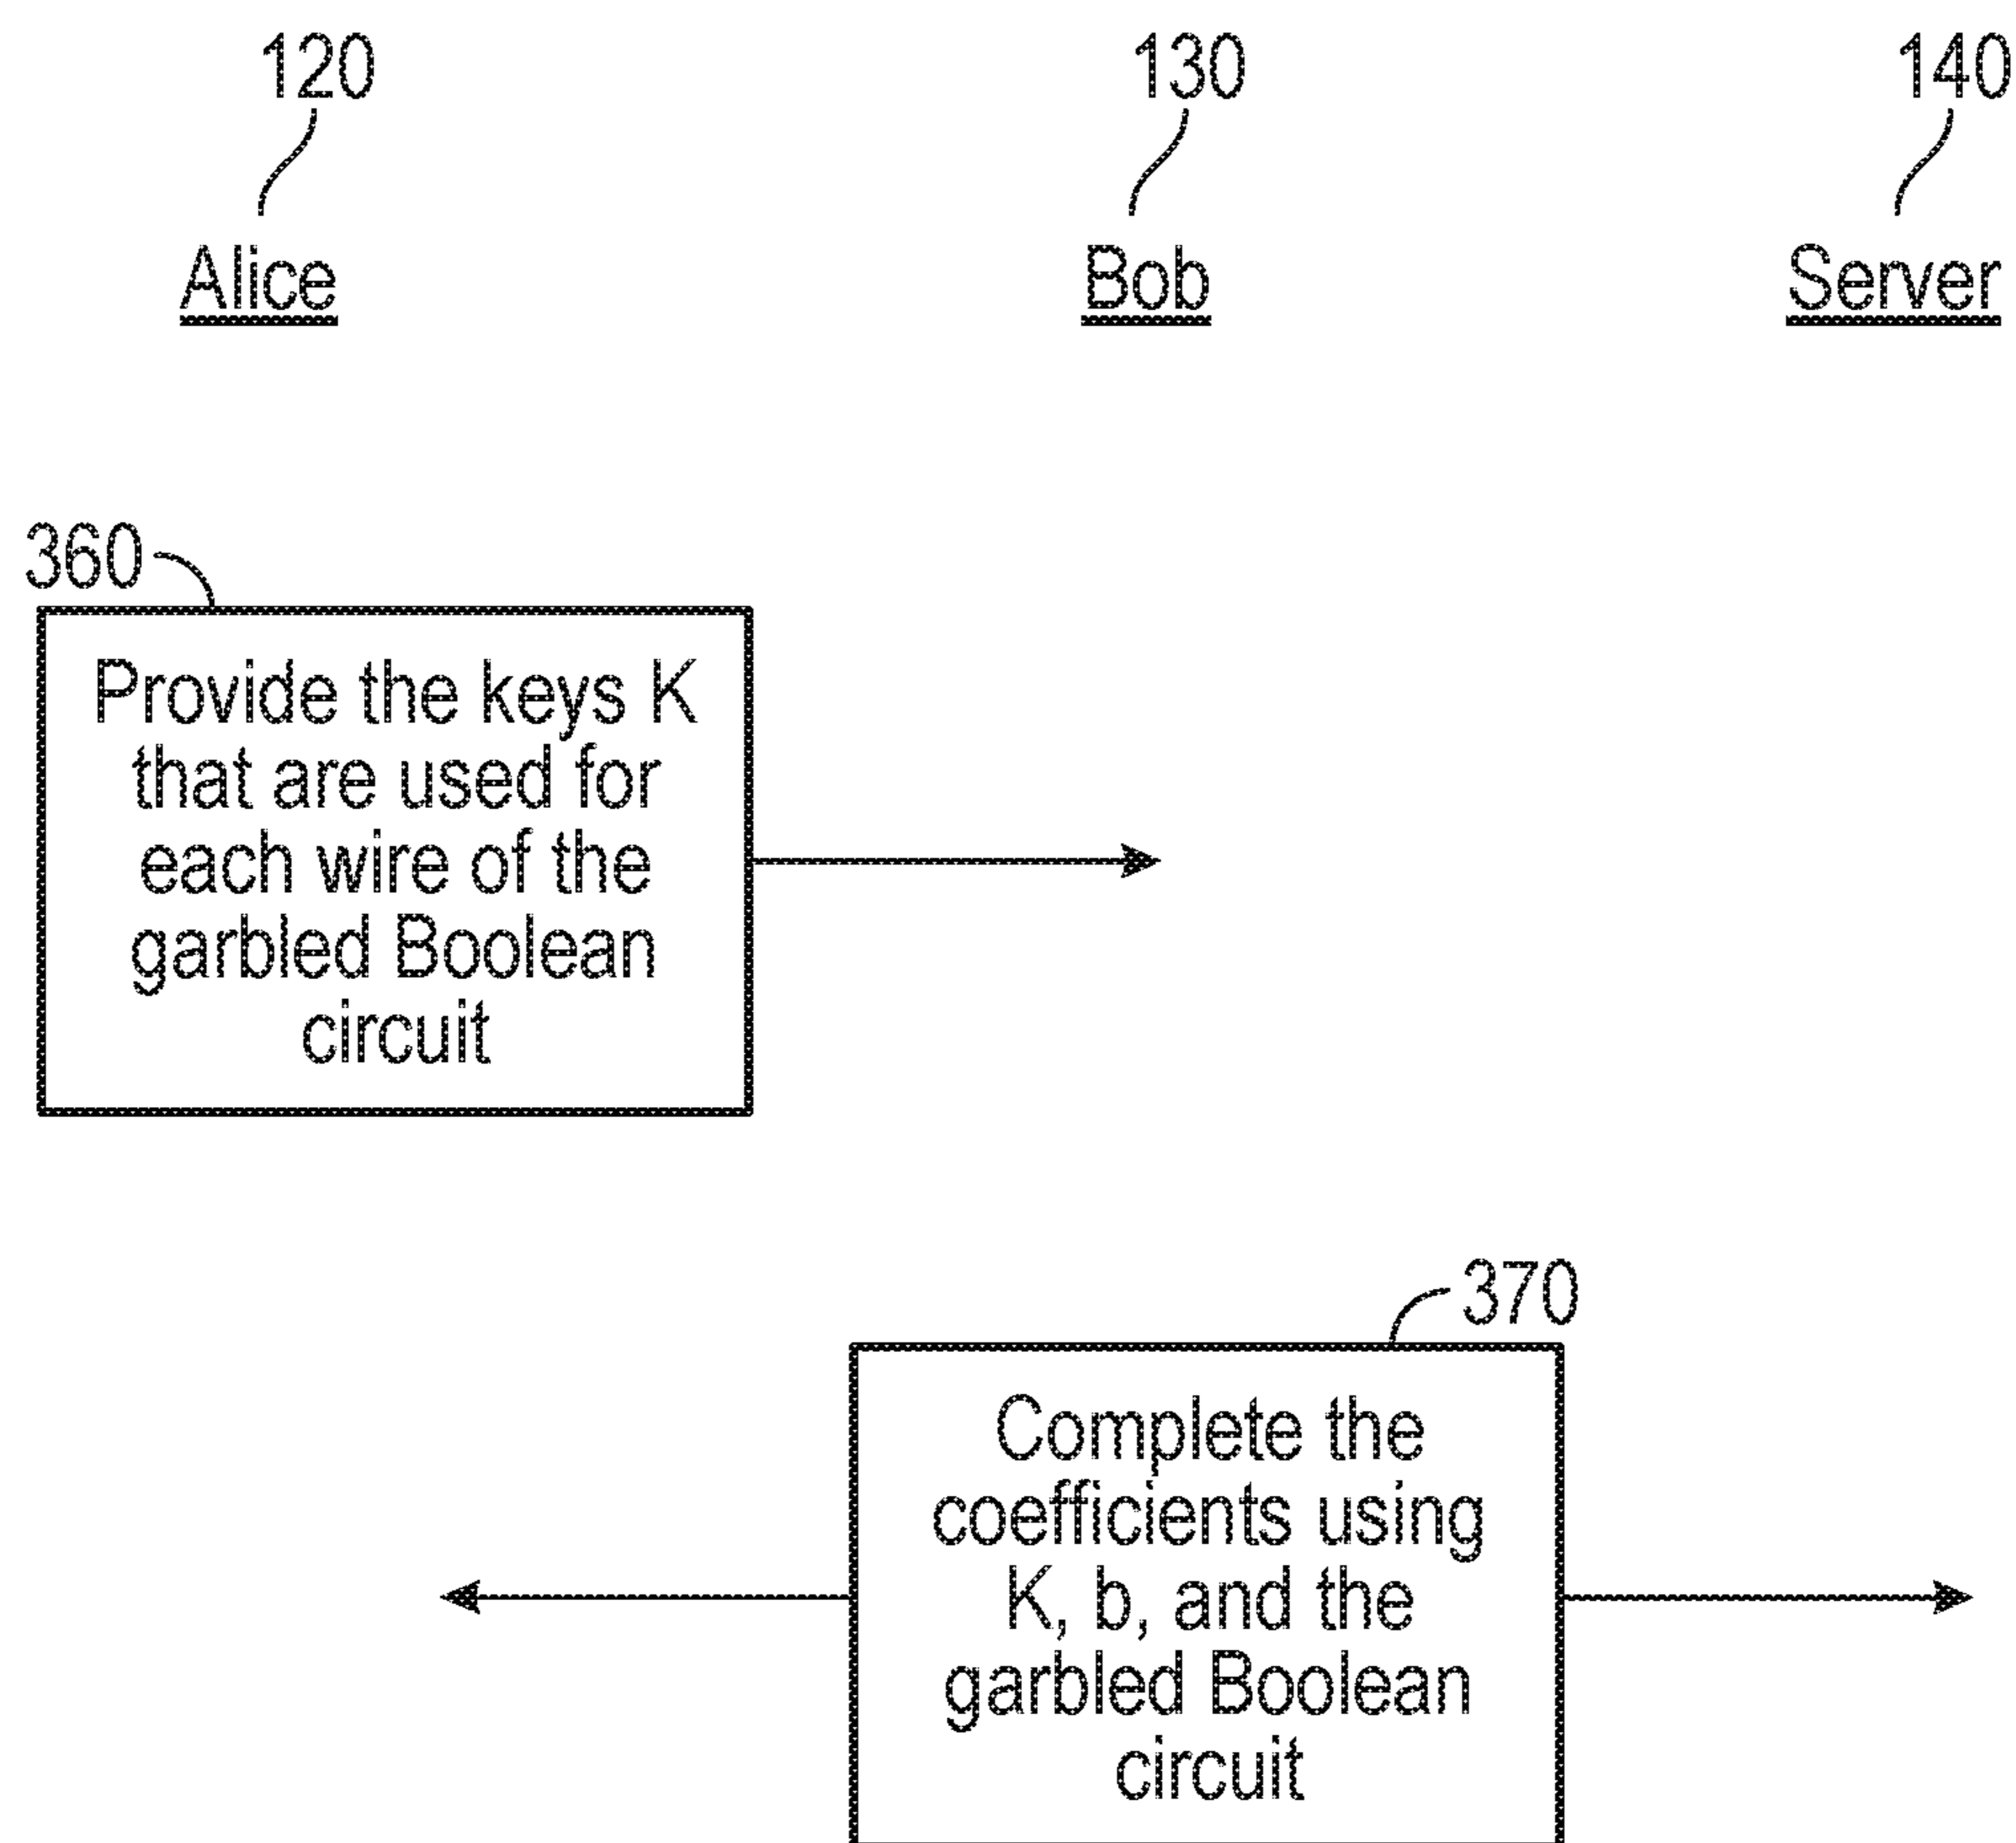 120
130
140
Alice
Bob
Server
360
Provide the keys K
that are used for
each wire of the
garbled Boolean
circuit
370
Complete the
coefficients using
K, b, and the
garbled Boolean
circuit